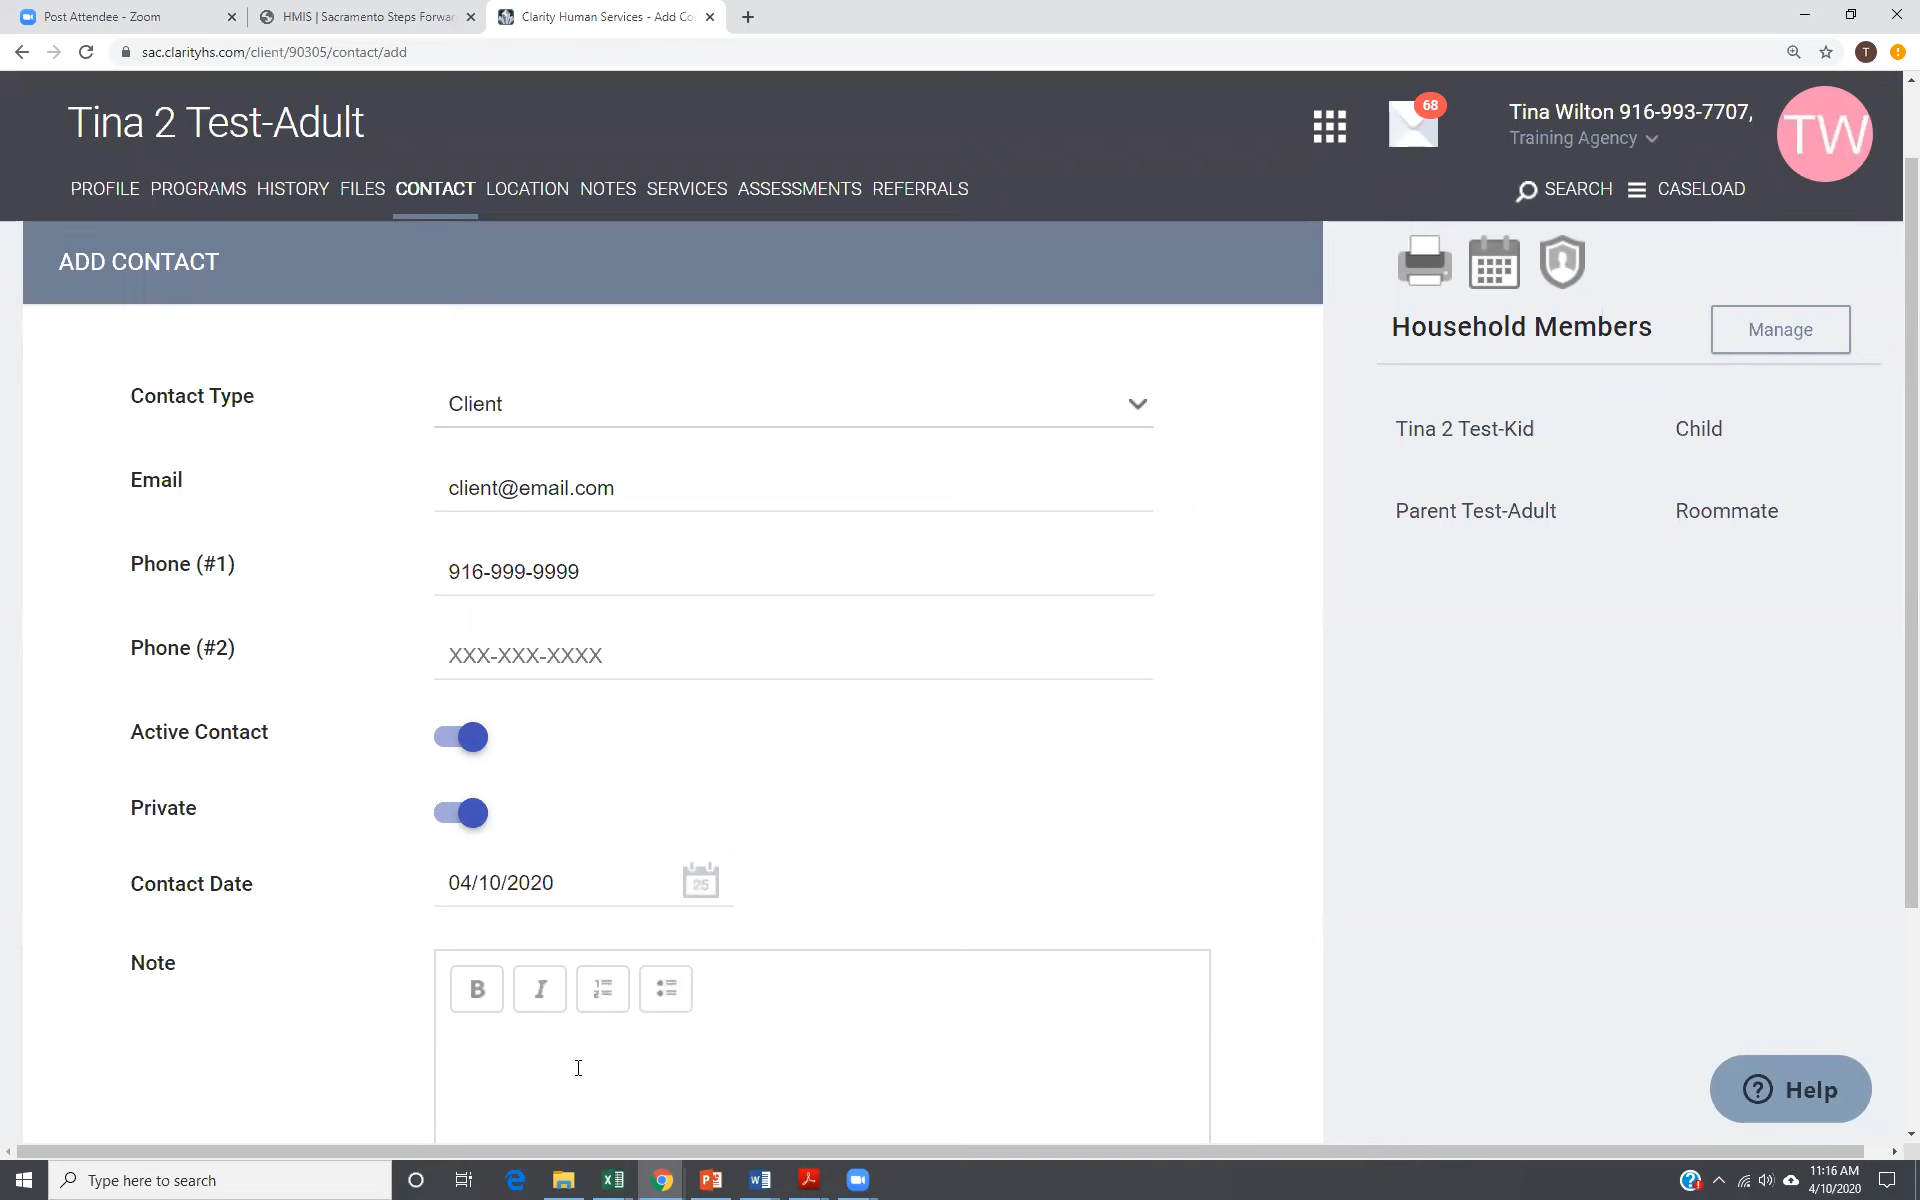 Post Attendee - Zoom
HMIS | Sacramento Steps Forwar
Clarity Human Services - Add Co
sac.clarityhs.com/client/90305/contact/add
T
Tina 2 Test-Adult
68
Tina Wilton 916-993-7707,
Training Agency
TW
PROFILE PROGRAMS HISTORY FILES CONTACT LOCATION NOTES SERVICES ASSESSMENTS REFERRALS
SEARCH CASELOAD
ADD CONTACT
Household Members
Manage
Contact Type
Client
Tina 2 Test-Kid Child
Email
client@email.com
Parent Test-Adult Roommate
Phone (#1)
916-999-9999
Phone (#2)
XXX-XXX-XXXX
Active Contact
Private
Contact Date
04/10/2020
25
Note
B I
Help
Type here to search
11:16 AM
4/10/2020